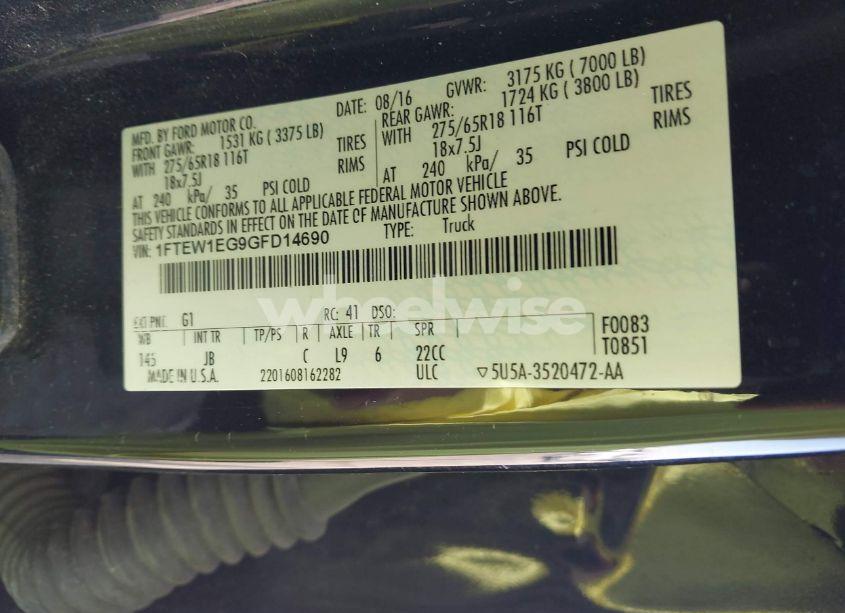 MFD. BY FORD MOTOR CO. DATE: 08/16 GVWR: 3175 KG ( 7000 LB)
FRONT GAWR: 1531 KG ( 3375 LB) REAR GAWR: 1724 KG ( 3800 LB)
WITH 275/65R18 116T TIRES WITH 275/65R18 116T TIRES
18x7.5J RIMS 18x7.5J RIMS
AT 240 kPa/ 35 PSI COLD AT 240 kPa/ 35 PSI COLD
THIS VEHICLE CONFORMS TO ALL APPLICABLE FEDERAL MOTOR VEHICLE
SAFETY STANDARDS IN EFFECT ON THE DATE OF MANUFACTURE SHOWN ABOVE.
VIN: 1FTEW1EG9GFD14690 TYPE: Truck
wheelwise
EXT PNT: G1 RC: 41 DSO: F0083
WB INT TR TP/PS R AXLE TR SPR T0851
145 JB C L9 6 22CC
MADE IN U.S.A. 2201608162282 ULC ▽5U5A-3520472-AA